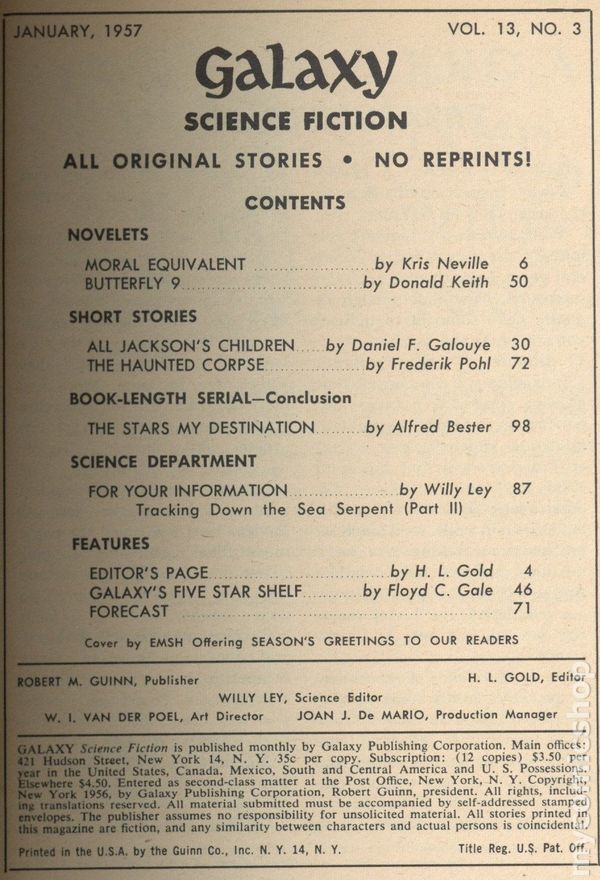 JANUARY, 1957 VOL. 13, NO. 3
Galaxy
SCIENCE FICTION
ALL ORIGINAL STORIES • NO REPRINTS!
CONTENTS
NOVELETS
MORAL EQUIVALENT ..................by Kris Neville 6
BUTTERFLY 9..........................by Donald Keith 50
SHORT STORIES
ALL JACKSON'S CHILDREN.....by Daniel F. Galouye 30
THE HAUNTED CORPSE...............by Frederik Pohl 72
BOOK-LENGTH SERIAL—Conclusion
THE STARS MY DESTINATION..........by Alfred Bester 98
SCIENCE DEPARTMENT
FOR YOUR INFORMATION................by Willy Ley 87
Tracking Down the Sea Serpent (Part II)
FEATURES
EDITOR'S PAGE..........................by H. L. Gold 4
GALAXY'S FIVE STAR SHELF.........by Floyd C. Gale 46
FORECAST ........................................ 71
Cover by EMSH Offering SEASON'S GREETINGS TO OUR READERS
ROBERT M. GUINN, Publisher H. L. GOLD, Editor
WILLY LEY, Science Editor
W. I. VAN DER POEL, Art Director JOAN J. De MARIO, Production Manager
GALAXY Science Fiction is published monthly by Galaxy Publishing Corporation. Main offices:
421 Hudson Street, New York 14, N. Y. 35c per copy. Subscription: (12 copies) $3.50 per
year in the United States, Canada, Mexico, South and Central America and U. S. Possessions.
Elsewhere $4.50. Entered as second-class matter at the Post Office, New York, N. Y. Copyright,
New York 1956, by Galaxy Publishing Corporation, Robert Guinn, president. All rights, includ-
ing translations reserved. All material submitted must be accompanied by self-addressed stamped
envelopes. The publisher assumes no responsibility for unsolicited material. All stories printed in
this magazine are fiction, and any similarity between characters and actual persons is coincidental.
Printed in the U.S.A. by the Guinn Co., Inc. N. Y. 14, N. Y. Title Reg. U.S. Pat. Off.
mycomicshop